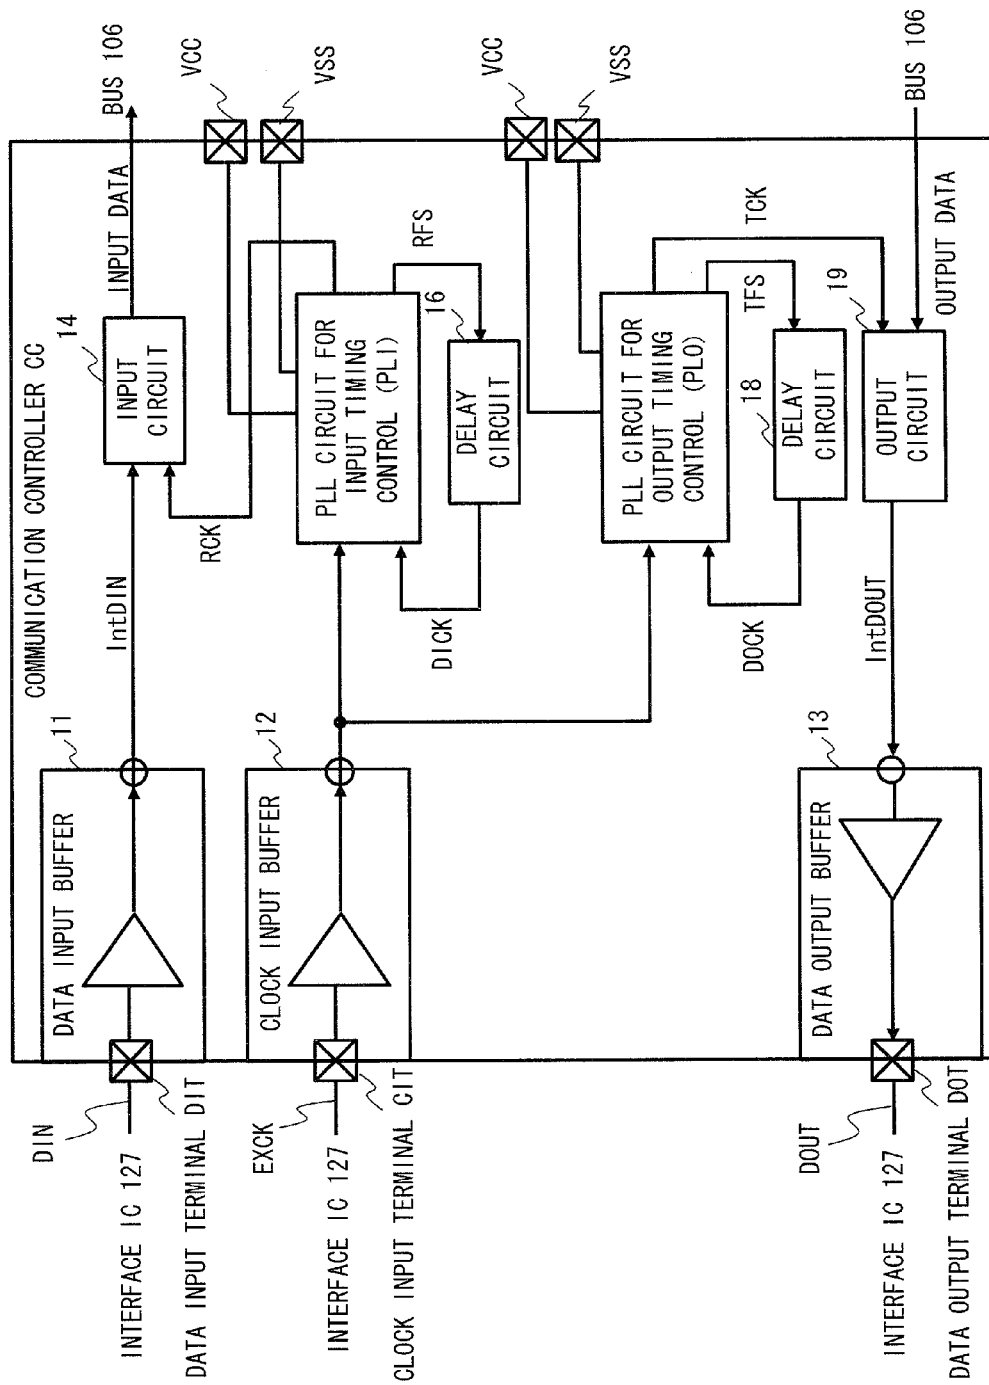 COMMUNICATION CONTROLLER CC
DIN
INTERFACE IC 127
DATA INPUT TERMINAL DIT
DATA INPUT BUFFER
11
IntDIN
14
INPUT
CIRCUIT
INPUT DATA
BUS 106
RCK
VCC
VSS
EXCK
INTERFACE IC 127
CLOCK INPUT TERMINAL CIT
CLOCK INPUT BUFFER
12
PLL CIRCUIT FOR
INPUT TIMING
CONTROL (PLI)
RFS
16
DELAY
CIRCUIT
DICK
VCC
VSS
PLL CIRCUIT FOR
OUTPUT TIMING
CONTROL (PLO)
TCK
TFS
18
DELAY
CIRCUIT
DOCK
19
OUTPUT
CIRCUIT
OUTPUT DATA
BUS 106
IntDOUT
13
DATA OUTPUT BUFFER
DOUT
INTERFACE IC 127
DATA OUTPUT TERMINAL DOT